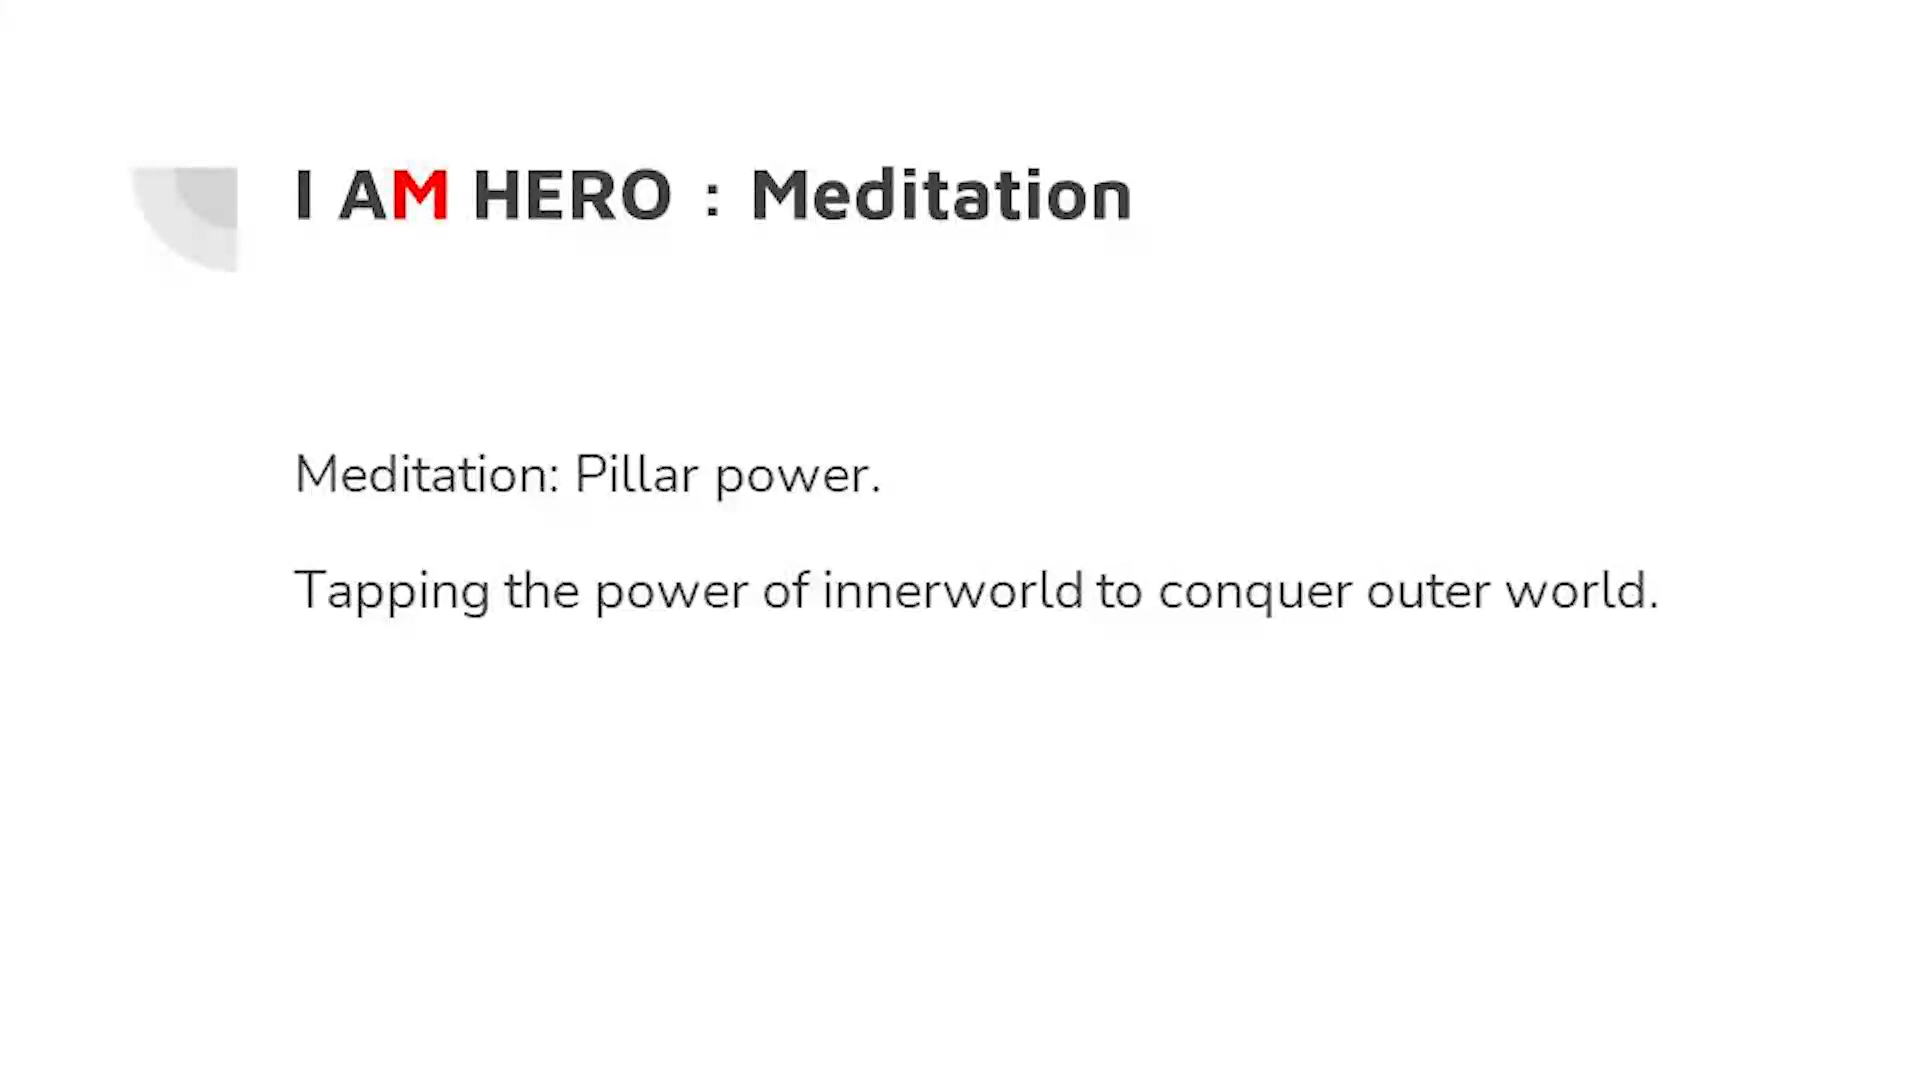 I AM HERO : Meditation
Meditation: Pillar power.
Tapping the power of innerworld to conquer outer world.